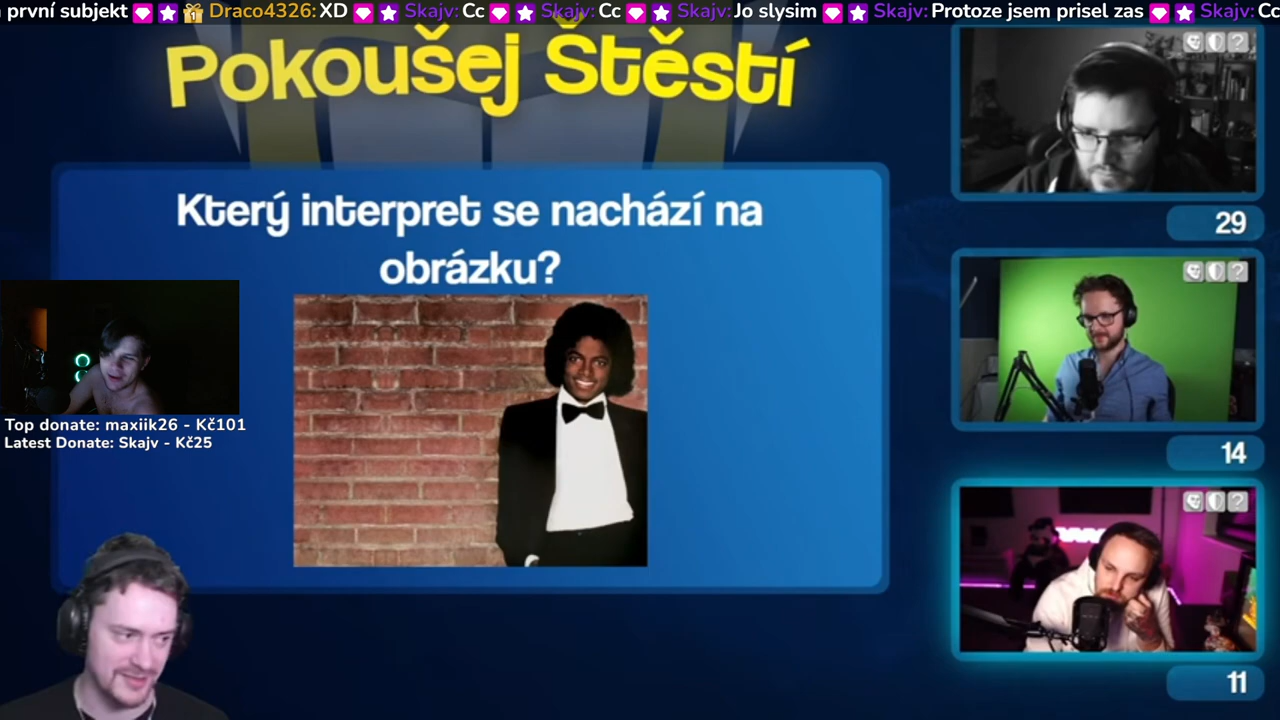 první subjekt Draco4326: XD Skajv: Cc Skajv: Cc Skajv: Jo slysim Skajv: Protoze jsem prisel zas Skajv: Cc
Pokoušej Štěstí
Který interpret se nachází na
obrázku?
29
14
11
Top donate: maxiik26 - Kč101
Latest Donate: Skajv - Kč25